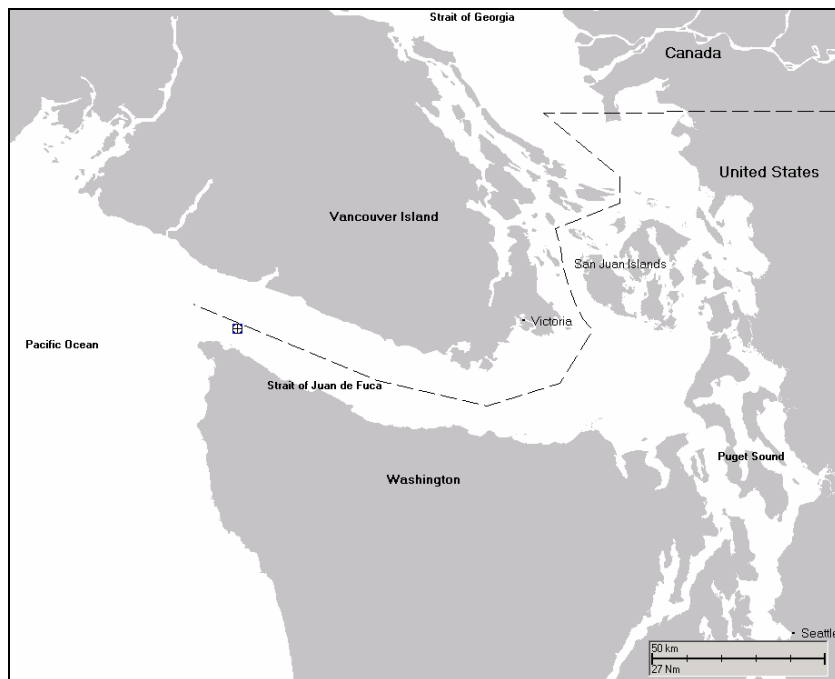 Strait of Georgia
Canada
United States
Vancouver Island
San Juan Islands
Victoria
Pacific Ocean
Strait of Juan de Fuca
Puget Sound
Washington
Seattle
50 km
27 Nm